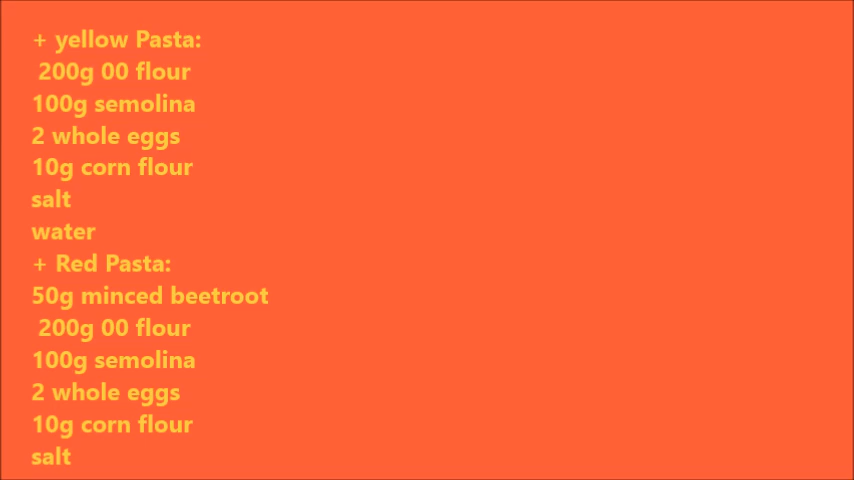 + yellow Pasta:
200g 00 flour
100g semolina
2 whole eggs
10g corn flour
salt
water
+ Red Pasta:
50g minced beetroot
200g 00 flour
100g semolina
2 whole eggs
10g corn flour
salt